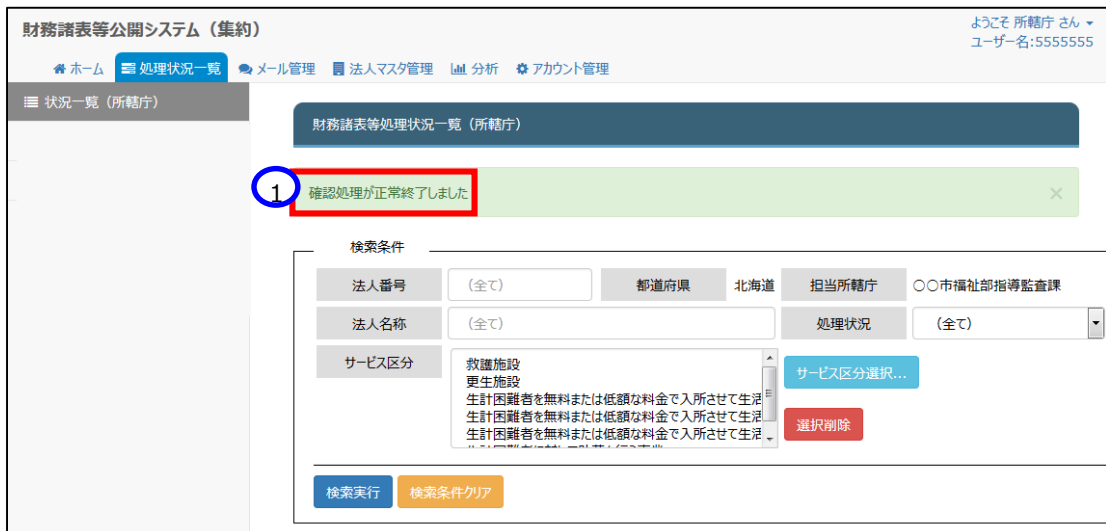 財務諸表等公開システム（集約）
ようこそ 所轄庁 さん
ユーザー名:5555555
ホーム 処理状況一覧 メール管理 法人マスタ管理 分析 アカウント管理
状況一覧（所轄庁）
財務諸表等処理状況一覧（所轄庁）
1 確認処理が正常終了しました ×
検索条件
法人番号 （全て） 都道府県 北海道 担当所轄庁 〇〇市福祉部指導監査課
法人名称 （全て） 処理状況 （全て）
サービス区分 救護施設
更生施設
サービス区分選択...
生計困難者を無料または低額な料金で入所させて生活
生計困難者を無料または低額な料金で入所させて生活
生計困難者を無料または低額な料金で入所させて生活
選択削除
検索実行 検索条件クリア